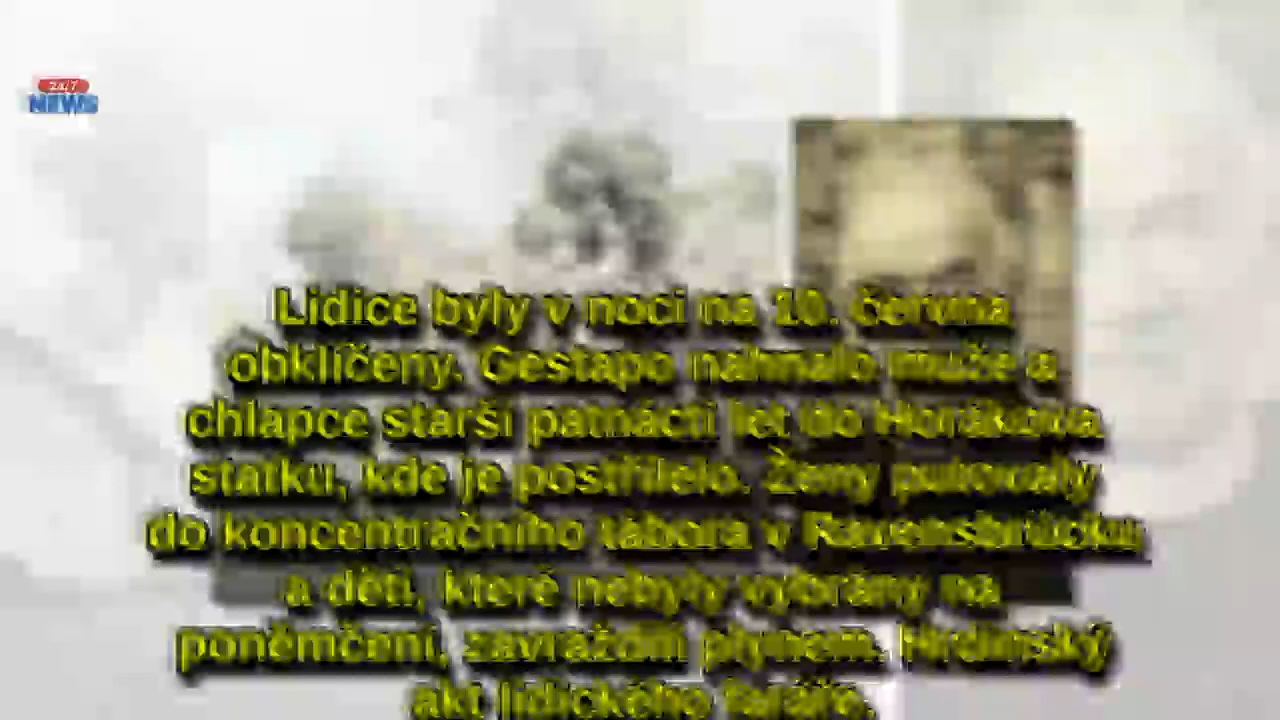 24/7
NEWS
Lidice byly v noci na 10. června
obklíčeny. Gestapo nahnalo muže a
chlapce starší patnácti let do Horákova
statku, kde je postřílelo. Ženy putovaly
do koncentračního tábora v Ravensbrücku
a děti, které nebyly vybrány na
poněmčení, zavraždili plynem. Hrdinský
akt lidického faráře.